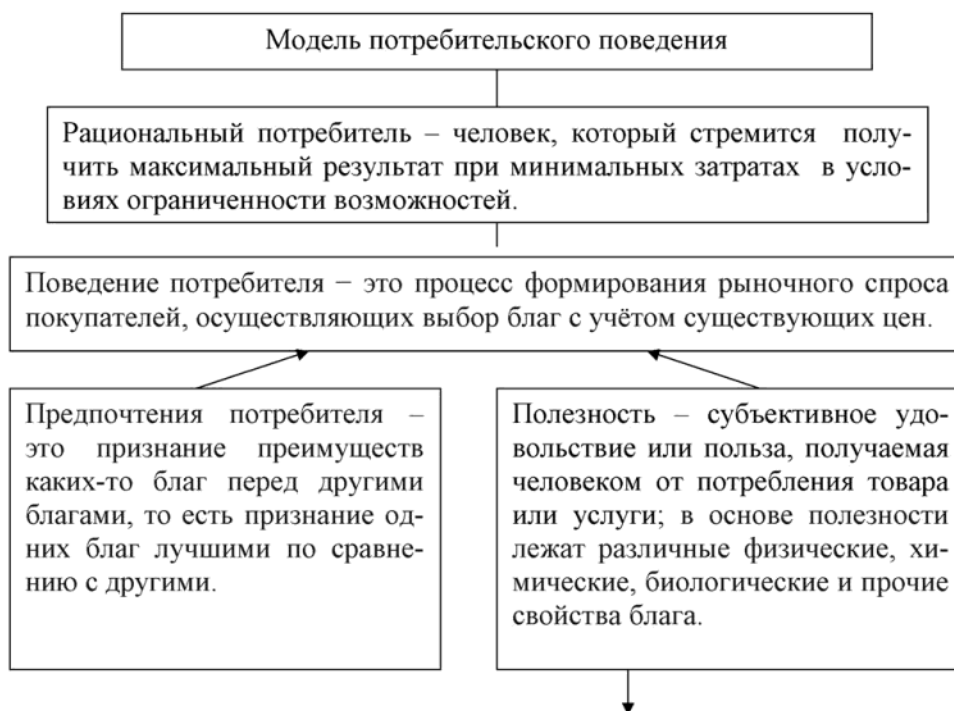 Модель потребительского поведения
Рациональный потребитель – человек, который стремится полу-
чить максимальный результат при минимальных затратах в усло-
виях ограниченности возможностей.
Поведение потребителя − это процесс формирования рыночного спроса
покупателей, осуществляющих выбор благ с учётом существующих цен.
Предпочтения потребителя –
это признание преимуществ
каких-то благ перед другими
благами, то есть признание од-
них благ лучшими по сравне-
нию с другими.
Полезность – субъективное удо-
вольствие или польза, получаемая
человеком от потребления товара
или услуги; в основе полезности
лежат различные физические, хи-
мические, биологические и прочие
свойства блага.